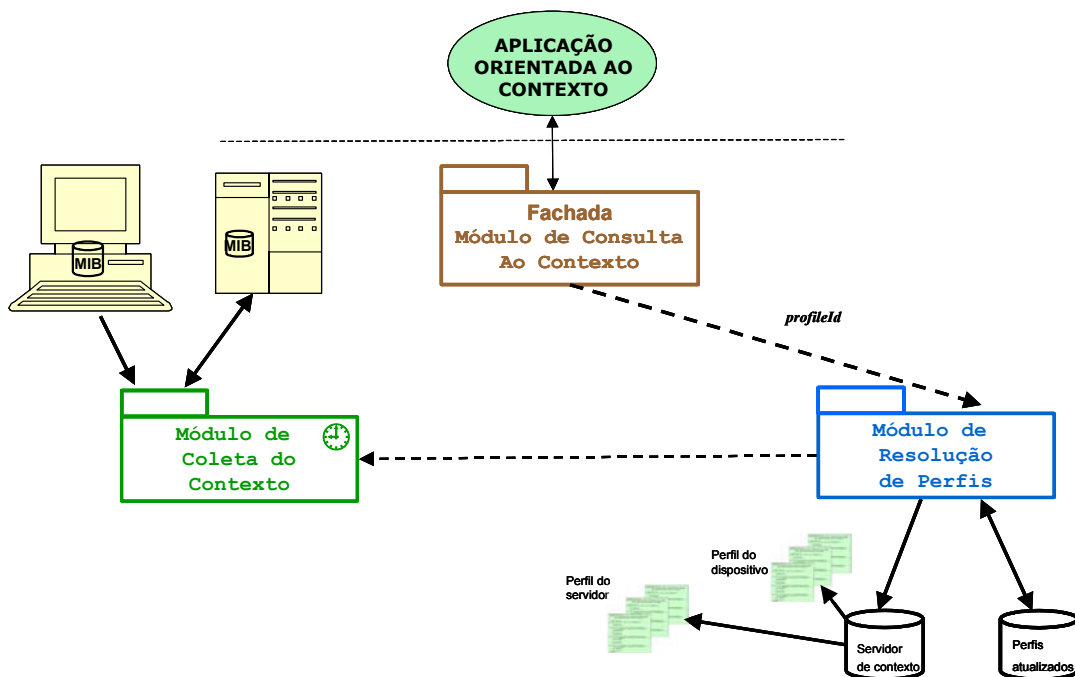 APLICAÇÃO
ORIENTADA AO
CONTEXTO
MIB
MIB
Fachada
Módulo de Consulta
Ao Contexto
profileId
Módulo de
Coleta do
Contexto
Módulo de
Resolução
de Perfis
Perfil do
dispositivo
Perfil do
servidor
Servidor
de contexto
Perfis
atualizados